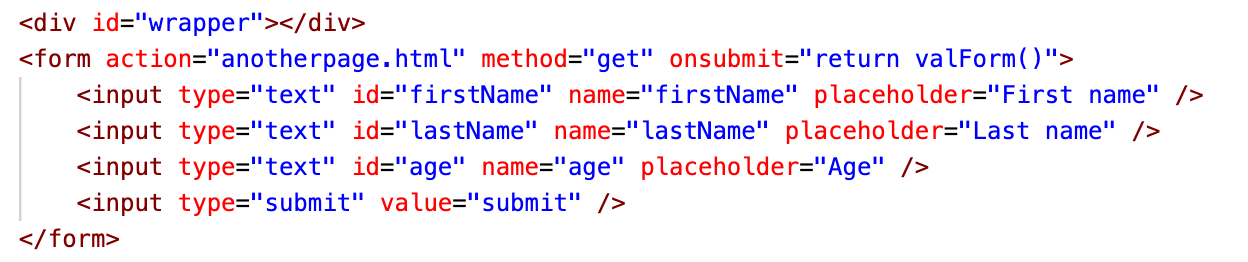 <div id="wrapper"></div>
<form action="anotherpage.html" method="get" onsubmit="return valForm()">
    <input type="text" id="firstName" name="firstName" placeholder="First name" />
    <input type="text" id="lastName" name="lastName" placeholder="Last name" />
    <input type="text" id="age" name="age" placeholder="Age" />
    <input type="submit" value="submit" />
</form>